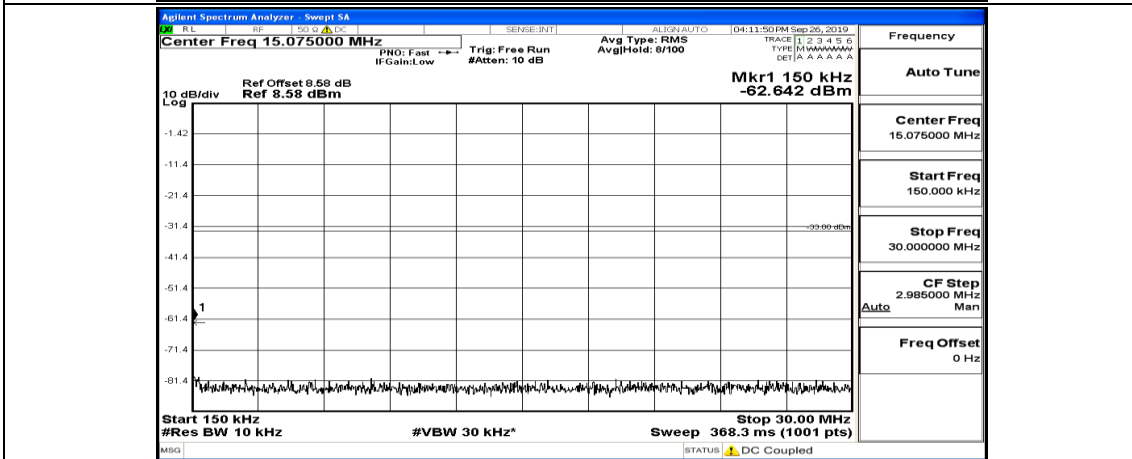 Agilent Spectrum Analyzer - Swept SA
LXI RL RF 50 Ω DC SENSE:INT ALIGN AUTO 04:11:50 PM Sep 26, 2019
Center Freq 15.075000 MHz
PNO: Fast Trig: Free Run Avg Type: RMS TRACE 1 2 3 4 5 6
IFGain:Low #Atten: 10 dB Avg|Hold: 8/100 TYPE M WWWWW
DET A A A A A A
Ref Offset 8.58 dB Mkr1 150 kHz
10 dB/div Ref 8.58 dBm -62.642 dBm
Log
-1.42
-11.4
-21.4
-31.4
-33.00 dBm
-41.4
-51.4
1
-61.4
-71.4
-81.4
Start 150 kHz Stop 30.00 MHz
#Res BW 10 kHz #VBW 30 kHz* Sweep 368.3 ms (1001 pts)
MSG STATUS DC Coupled
Frequency
Auto Tune
Center Freq
15.075000 MHz
Start Freq
150.000 kHz
Stop Freq
30.000000 MHz
CF Step
2.985000 MHz
Auto Man
Freq Offset
0 Hz